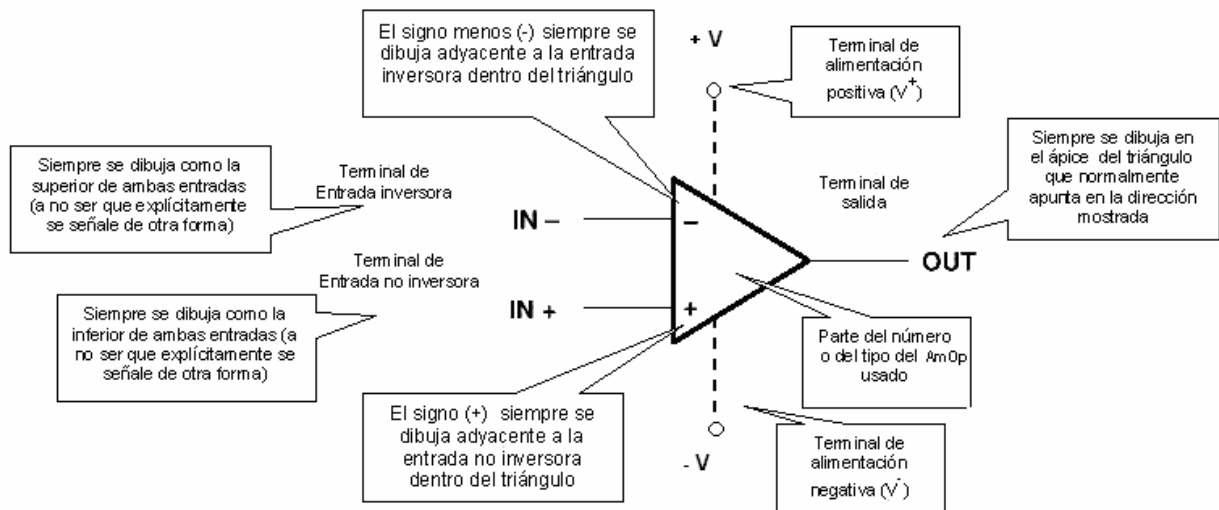 El signo menos (-) siempre se
dibuja adyacente a la entrada
inversora dentro del triángulo
+ V
Terminal de
alimentación
positiva (V+)
Siempre se dibuja como la
superior de ambas entradas
(a no ser que explícitamente
se señale de otra forma)
Terminal de
Entrada inversora
IN –
–
Terminal de
salida
Siempre se dibuja en
el ápice del triángulo
que normalmente
apunta en la dirección
mostrada
OUT
Terminal de
Entrada no inversora
IN +
+
Siempre se dibuja como la
inferior de ambas entradas (a
no ser que explícitamente se
señale de otra forma)
Parte del número
o del tipo del AmOp
usado
El signo (+) siempre se
dibuja adyacente a la
entrada no inversora
dentro del triángulo
- V
Terminal de
alimentación
negativa (V-)